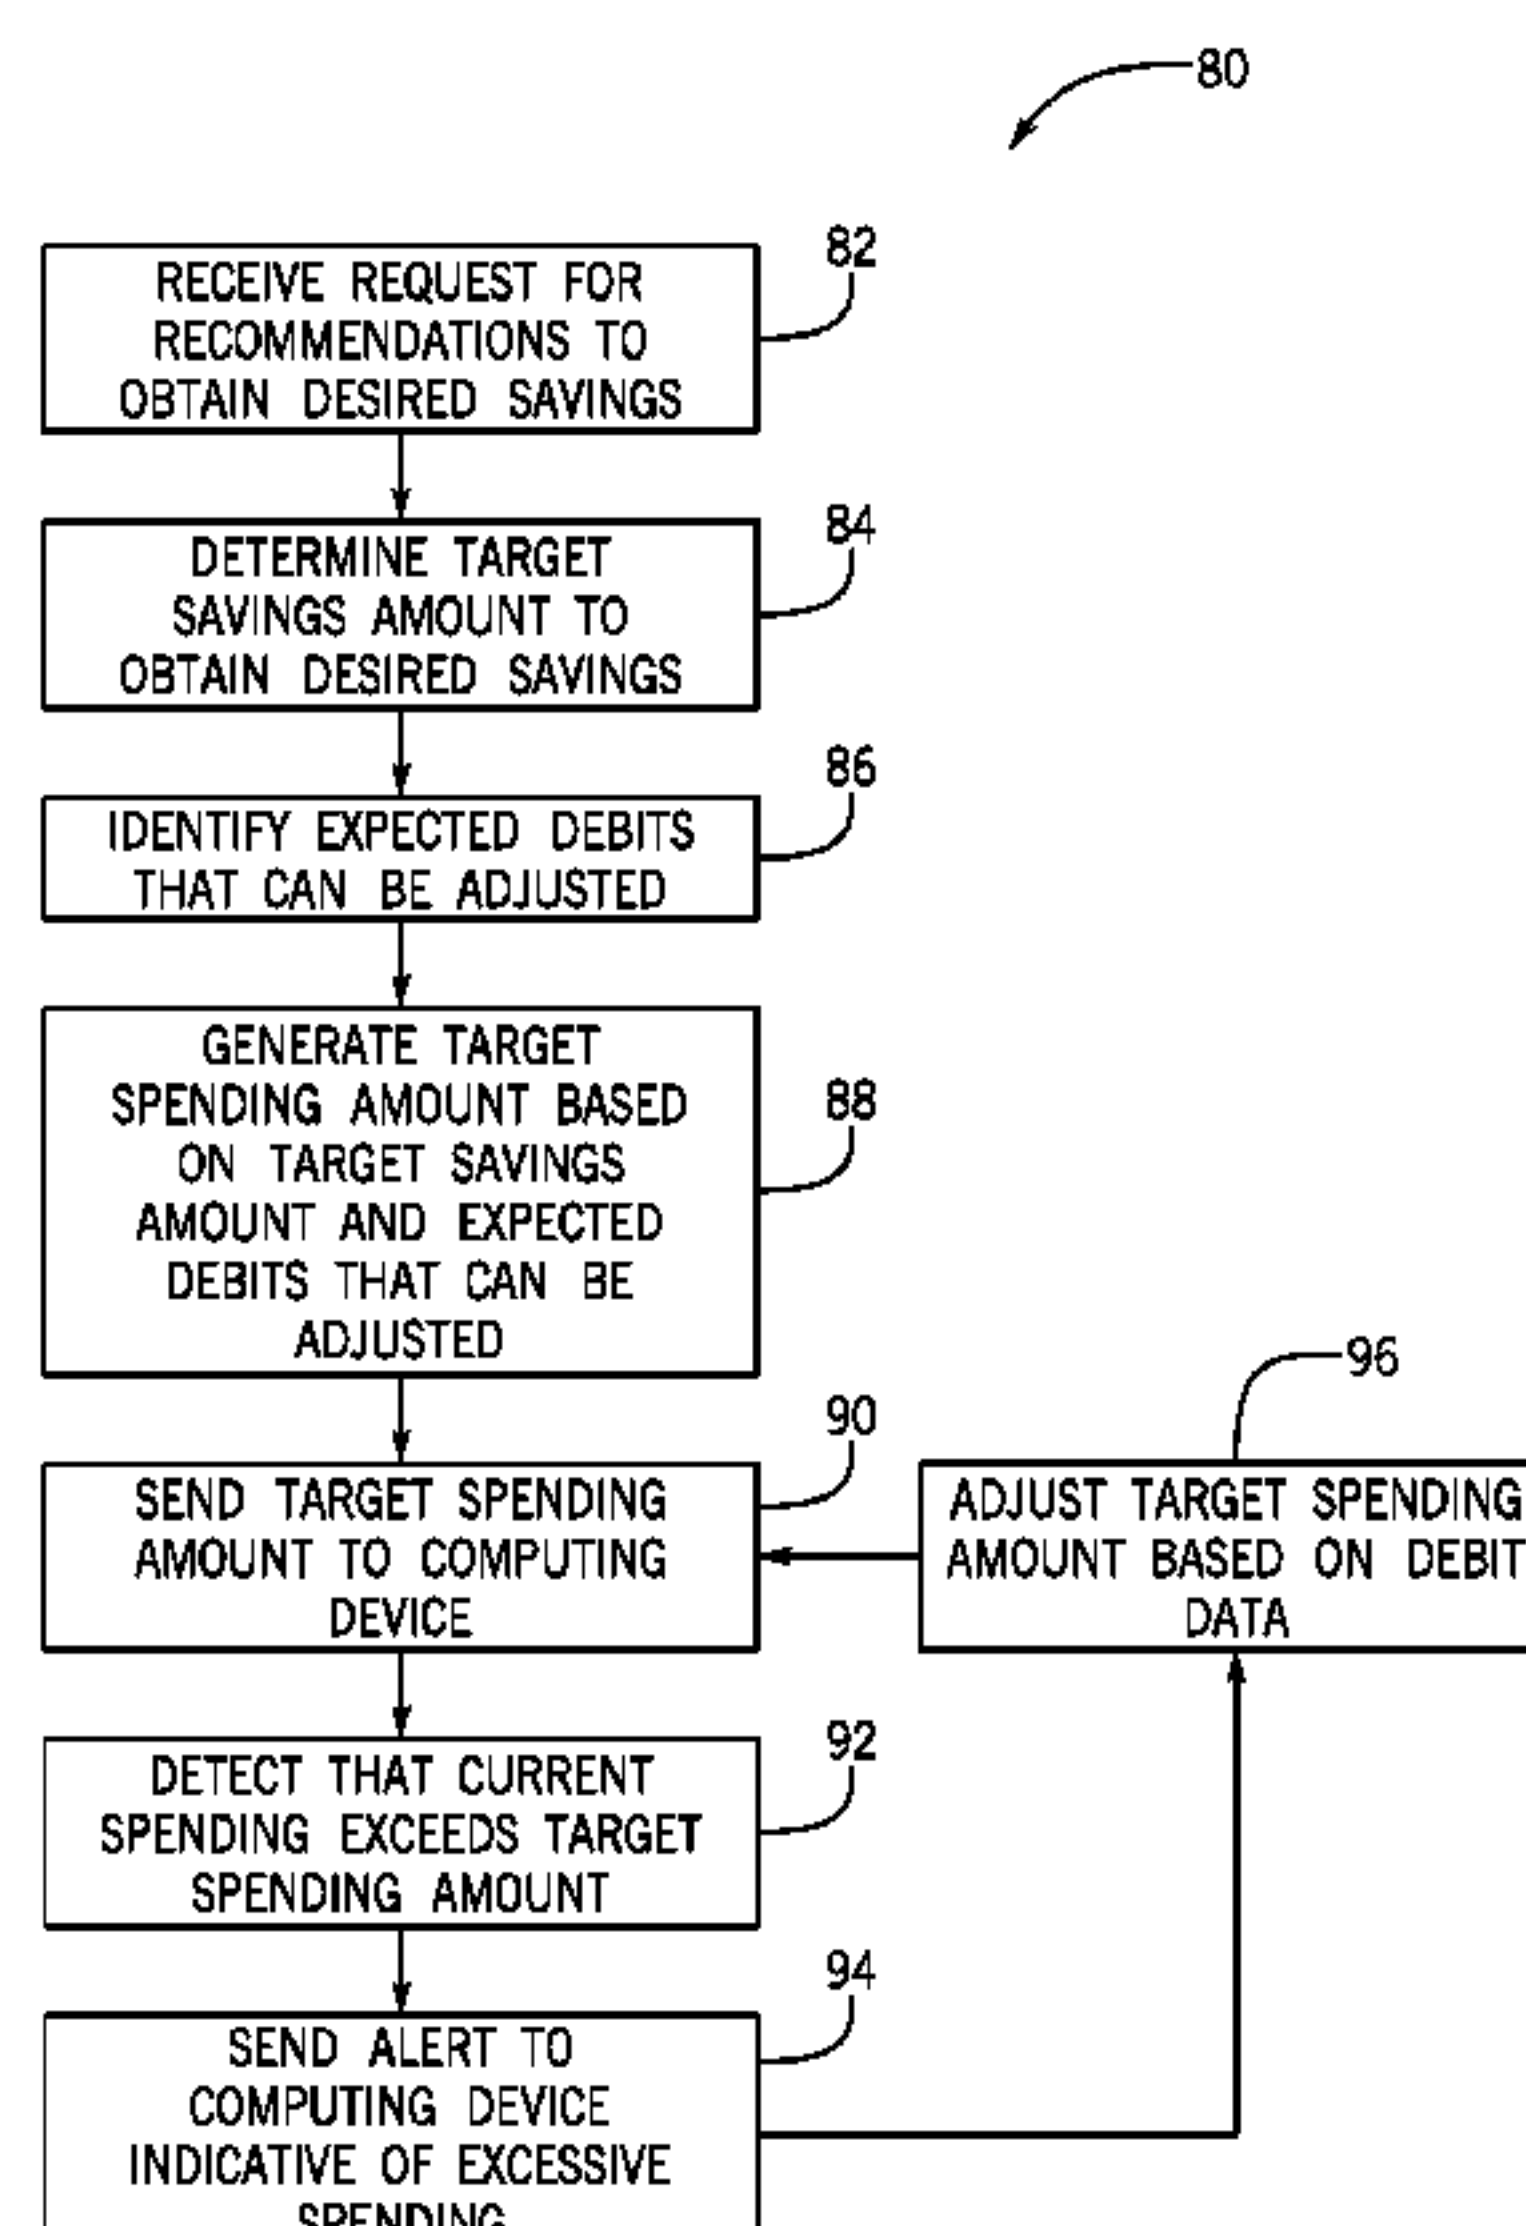 80
82
RECEIVE REQUEST FOR
RECOMMENDATIONS TO
OBTAIN DESIRED SAVINGS
84
DETERMINE TARGET
SAVINGS AMOUNT TO
OBTAIN DESIRED SAVINGS
86
IDENTIFY EXPECTED DEBITS
THAT CAN BE ADJUSTED
88
GENERATE TARGET
SPENDING AMOUNT BASED
ON TARGET SAVINGS
AMOUNT AND EXPECTED
DEBITS THAT CAN BE
ADJUSTED
90
SEND TARGET SPENDING
AMOUNT TO COMPUTING
DEVICE
96
ADJUST TARGET SPENDING
AMOUNT BASED ON DEBIT
DATA
92
DETECT THAT CURRENT
SPENDING EXCEEDS TARGET
SPENDING AMOUNT
94
SEND ALERT TO
COMPUTING DEVICE
INDICATIVE OF EXCESSIVE
SPENDING